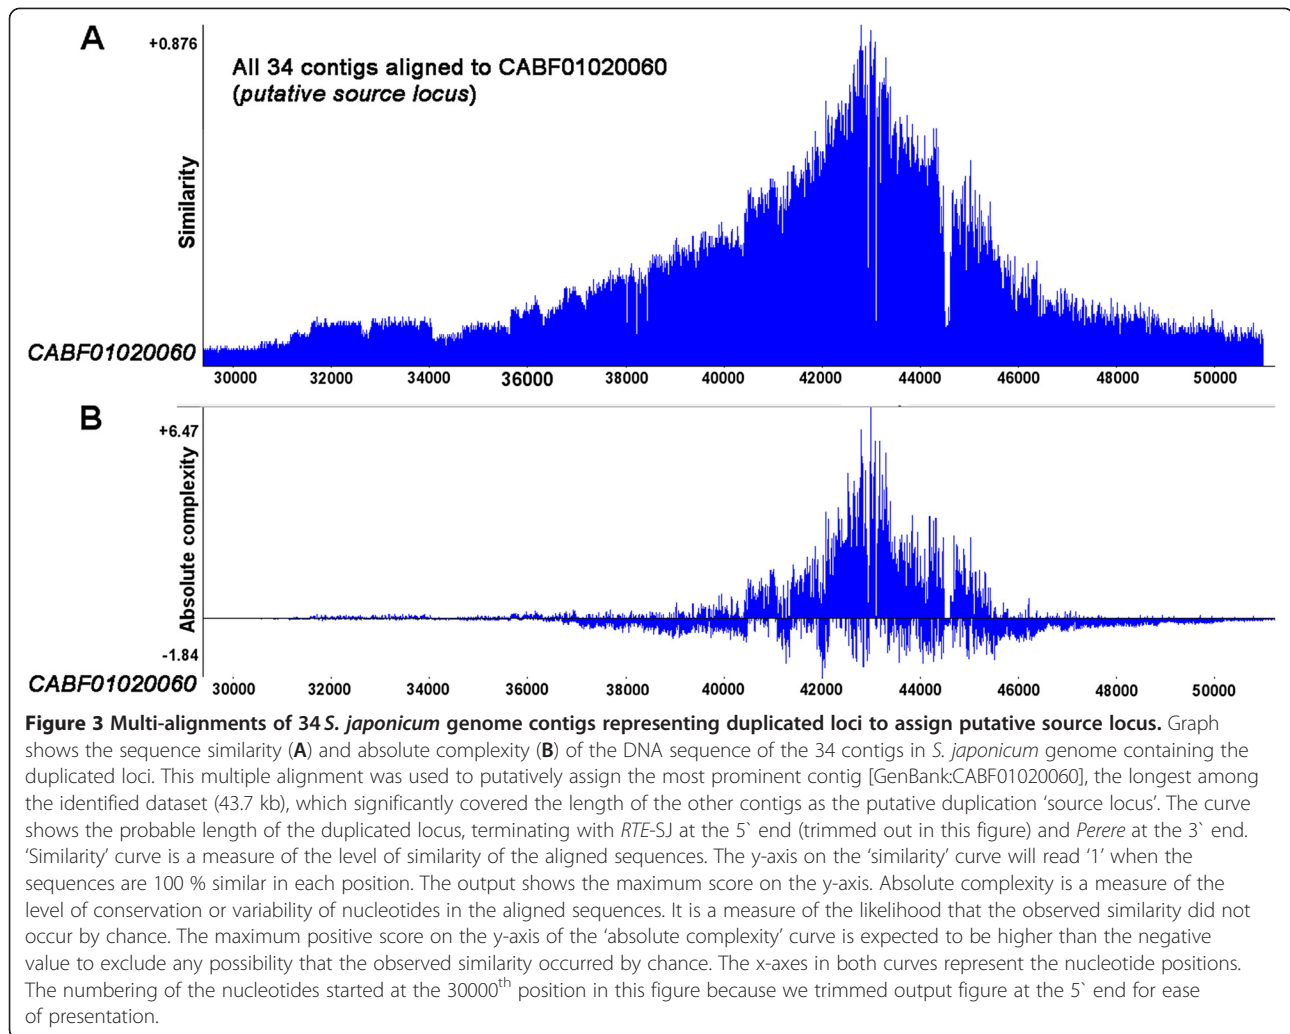 A
+0.876
All 34 contigs aligned to CABF01020060
(putative source locus)
Similarity
CABF01020060
30000 32000 34000 36000 38000 40000 42000 44000 46000 48000 50000
B
+6.47
Absolute complexity
-1.84
CABF01020060
30000 32000 34000 36000 38000 40000 42000 44000 46000 48000 50000
Figure 3 Multi-alignments of 34 S. japonicum genome contigs representing duplicated loci to assign putative source locus. Graph
shows the sequence similarity (A) and absolute complexity (B) of the DNA sequence of the 34 contigs in S. japonicum genome containing the
duplicated loci. This multiple alignment was used to putatively assign the most prominent contig [GenBank:CABF01020060], the longest among
the identified dataset (43.7 kb), which significantly covered the length of the other contigs as the putative duplication ‘source locus’. The curve
shows the probable length of the duplicated locus, terminating with RTE-SJ at the 5` end (trimmed out in this figure) and Perere at the 3` end.
‘Similarity’ curve is a measure of the level of similarity of the aligned sequences. The y-axis on the ‘similarity’ curve will read ‘1’ when the
sequences are 100 % similar in each position. The output shows the maximum score on the y-axis. Absolute complexity is a measure of the
level of conservation or variability of nucleotides in the aligned sequences. It is a measure of the likelihood that the observed similarity did not
occur by chance. The maximum positive score on the y-axis of the ‘absolute complexity’ curve is expected to be higher than the negative
value to exclude any possibility that the observed similarity occurred by chance. The x-axes in both curves represent the nucleotide positions.
The numbering of the nucleotides started at the 30000th position in this figure because we trimmed output figure at the 5` end for ease
of presentation.